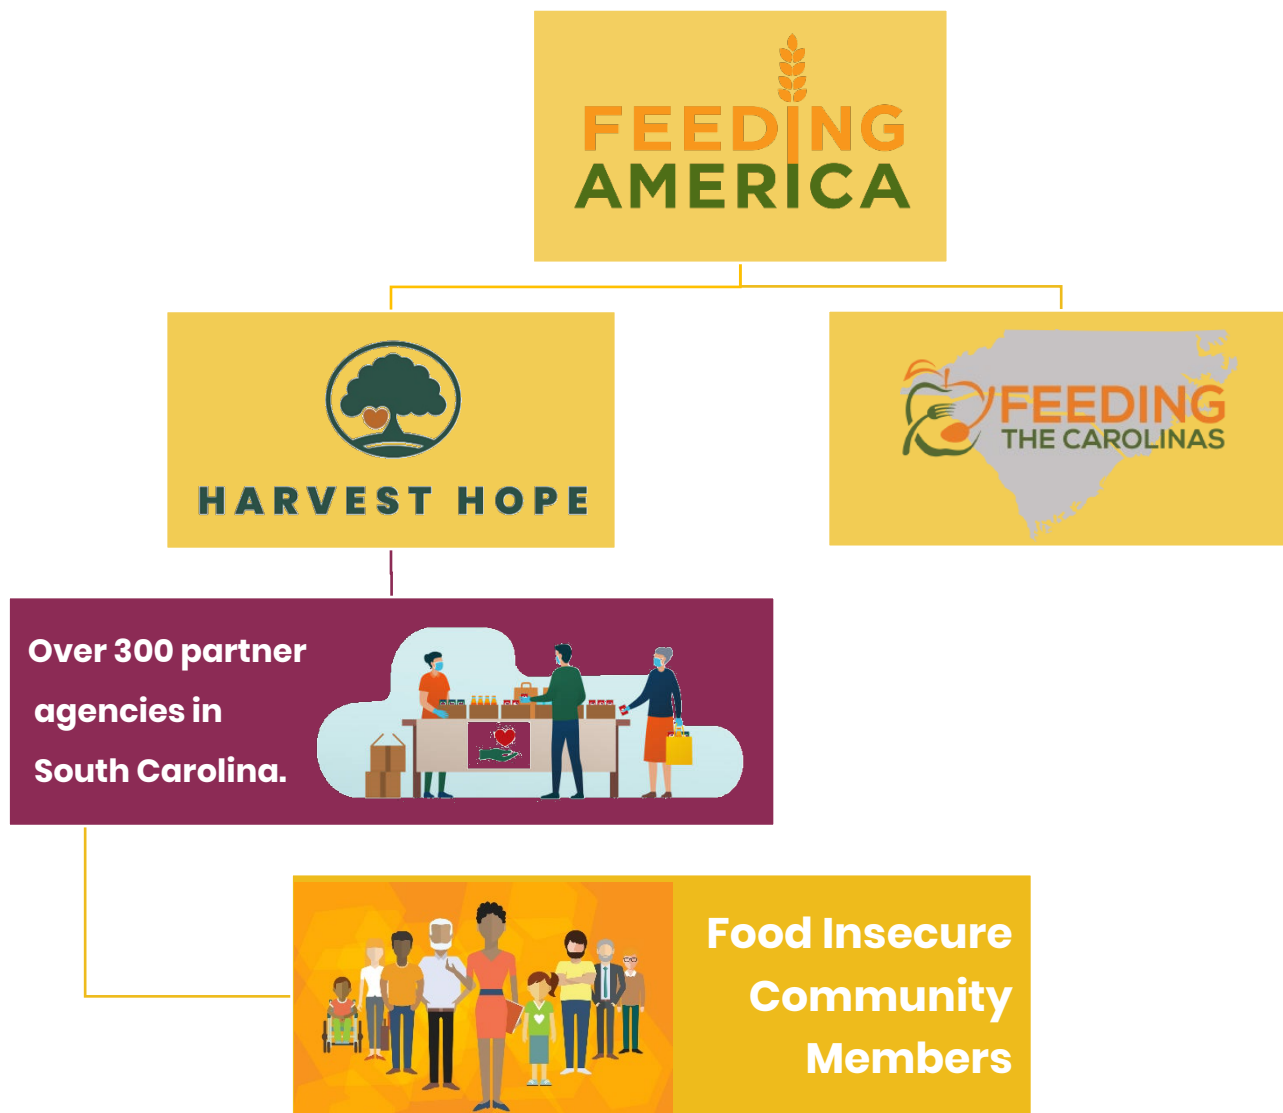 FEEDING
AMERICA
HARVEST HOPE
FEEDING
THE CAROLINAS
Over 300 partner
agencies in
South Carolina.
Food Insecure
Community
Members